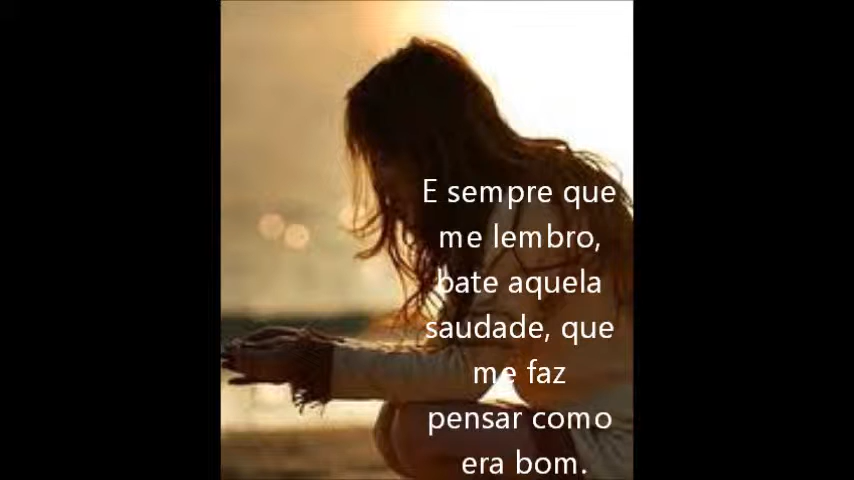 E sempre que
me lembro,
bate aquela
saudade, que
me faz
pensar como
era bom.